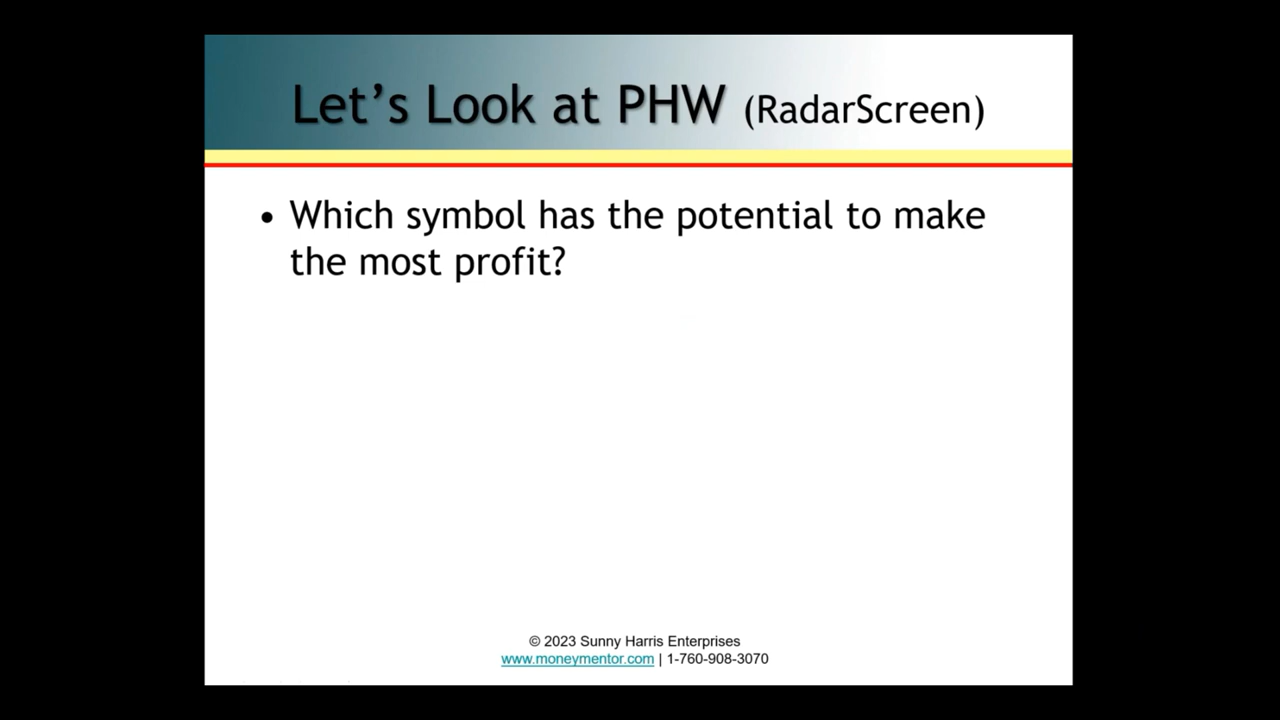 Let's Look at PHW (RadarScreen)
• Which symbol has the potential to make
the most profit?
© 2023 Sunny Harris Enterprises
www.moneymentor.com | 1-760-908-3070